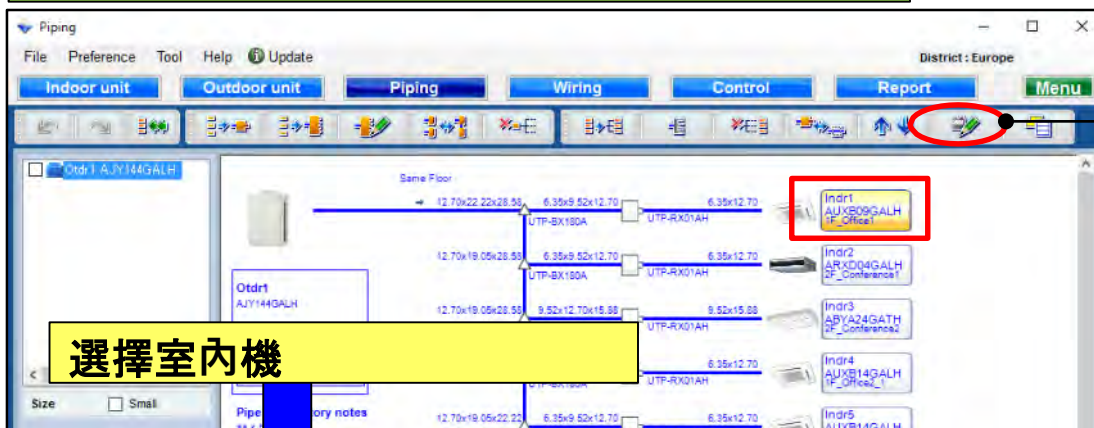 Piping
File Preference Tool Help Update District : Europe
Indoor unit Outdoor unit Piping Wiring Control Report Menu
Otdr1 AJY144GALH
Same Floor
12.70x22.22x28.58 6.35x9.52x12.70 6.35x12.70
UTP-BX180A UTP-RX01AH
Indr1
AUXB09GALH
1F_Office1
12.70x19.05x28.58 6.35x9.52x12.70 6.35x12.70
UTP-BX180A UTP-RX01AH
Indr2
ARXD04GALH
2F_Conference1
Otdr1
AJY144GALH
12.70x19.05x28.58 9.52x12.70x15.88 9.52x15.88
UTP-RX01AH
Indr3
ABYA24GATH
2F_Conference2
選擇室內機
6.35x12.70
UTP-RX01AH
Indr4
AUXB14GALH
1F_Office2_1
Size Small
Pipe ory notes
12.70x19.05x22.22 6.35x9.52x12.70 6.35x12.70
Indr5
AUXB14GALH